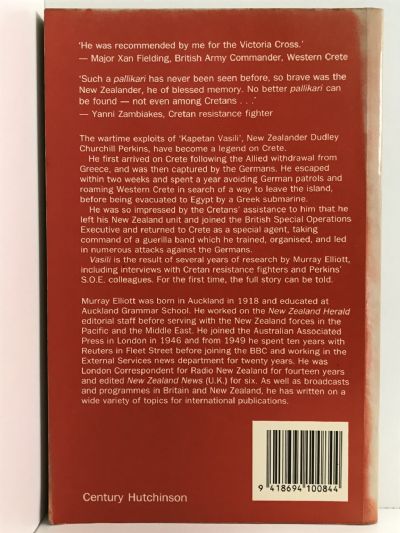 'He was recommended by me for the Victoria Cross.'
— Major Xan Fielding, British Army Commander, Western Crete
'Such a pallikari has never been seen before, so brave was the
New Zealander, he of blessed memory. No better pallikari can
be found — not even among Cretans . . .'
— Yanni Zambiakes, Cretan resistance fighter
The wartime exploits of 'Kapetan Vasili', New Zealander Dudley
Churchill Perkins, have become a legend on Crete.
He first arrived on Crete following the Allied withdrawal from
Greece, and was then captured by the Germans. He escaped
within two weeks and spent a year avoiding German patrols and
roaming Western Crete in search of a way to leave the island,
before being evacuated to Egypt by a Greek submarine.
He was so impressed by the Cretans' assistance to him that he
left his New Zealand unit and joined the British Special Operations
Executive and returned to Crete as a special agent, taking
command of a guerilla band which he trained, organised, and led
in numerous attacks against the Germans.
Vasili is the result of several years of research by Murray Elliott,
including interviews with Cretan resistance fighters and Perkins'
S.O.E. colleagues. For the first time, the full story can be told.
Murray Elliott was born in Auckland in 1918 and educated at
Auckland Grammar School. He worked on the New Zealand Herald
editorial staff before serving with the New Zealand forces in the
Pacific and the Middle East. He joined the Australian Associated
Press in London in 1946 and from 1949 he spent ten years with
Reuters in Fleet Street before joining the BBC and working in the
External Services news department for twenty years. He was
London Correspondent for Radio New Zealand for fourteen years
and edited New Zealand News (U.K.) for six. As well as broadcasts
and programmes in Britain and New Zealand, he has written on a
wide variety of topics for international publications.
9 418694 100844
Century Hutchinson